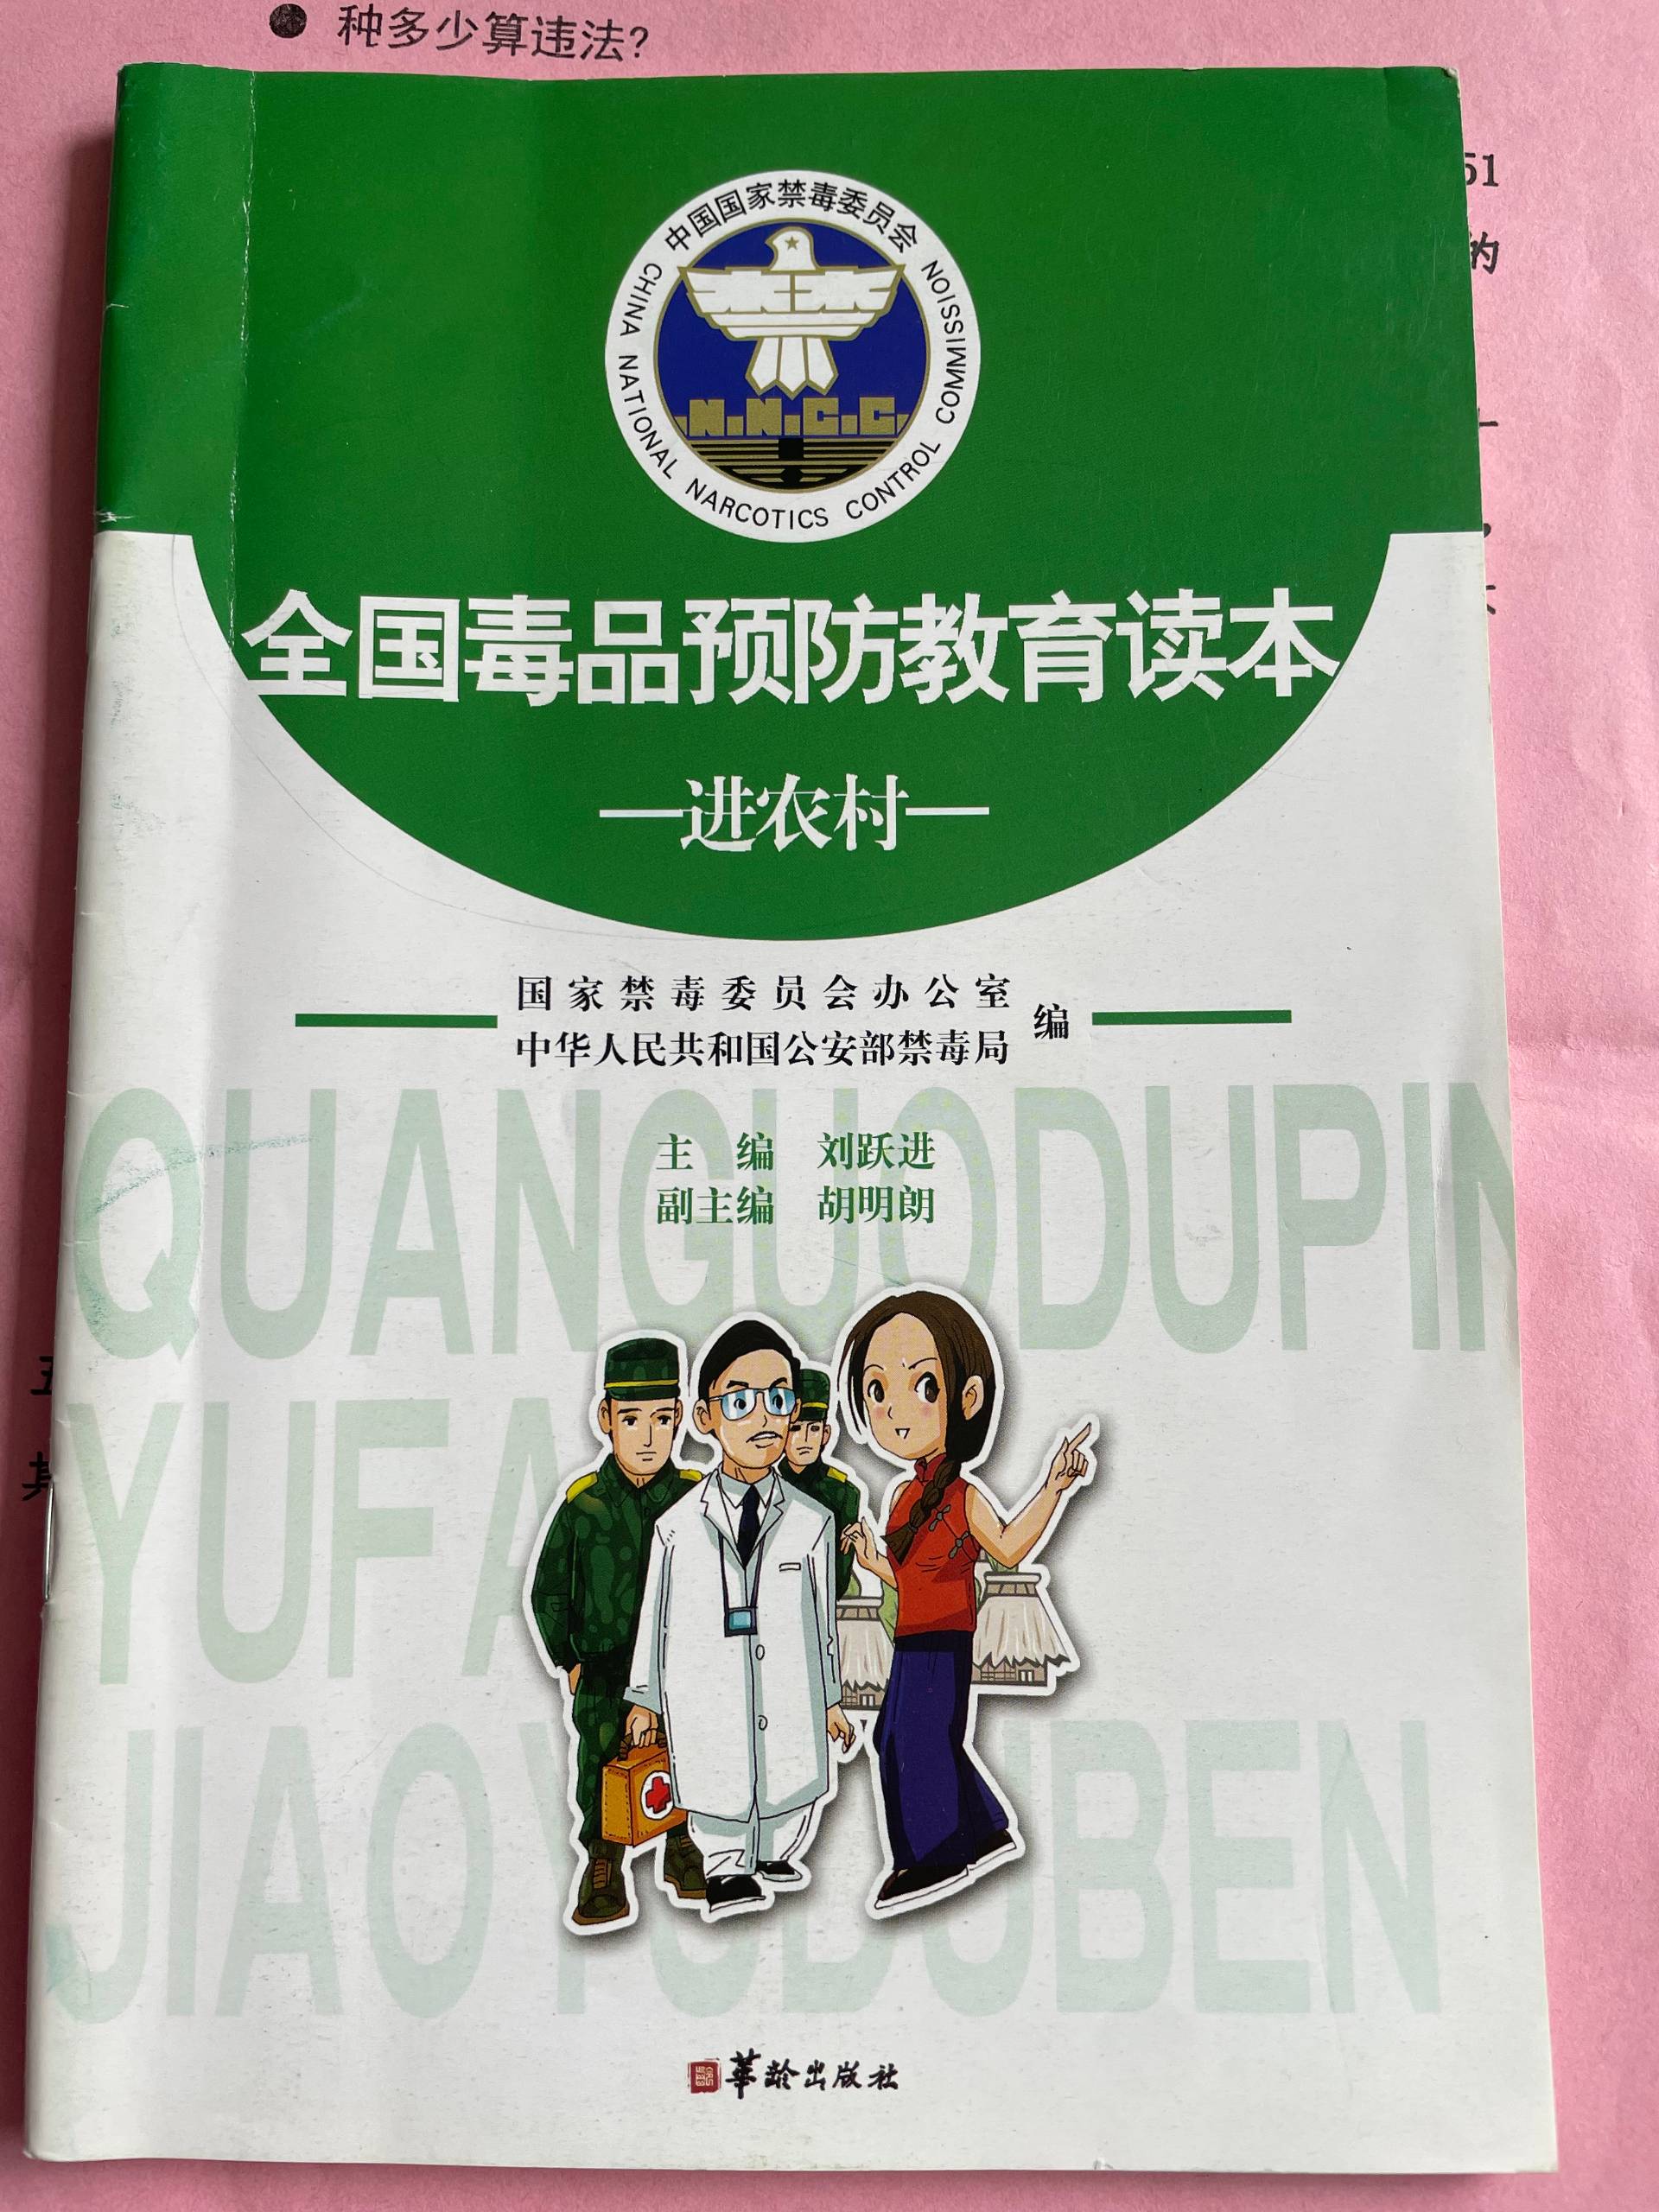 种多少算违法?
51
的
中国国家禁毒委员会
CHINA NATIONAL NARCOTICS CONTROL COMMISSION
N.N.C.C.
全国毒品预防教育读本
—进农村—
国家禁毒委员会办公室
中华人民共和国公安部禁毒局
编
QUANGUODUPIN
主 编 刘跃进
副主编 胡明朗
YUFA
JIAOYUDUBEN
華龄出版社